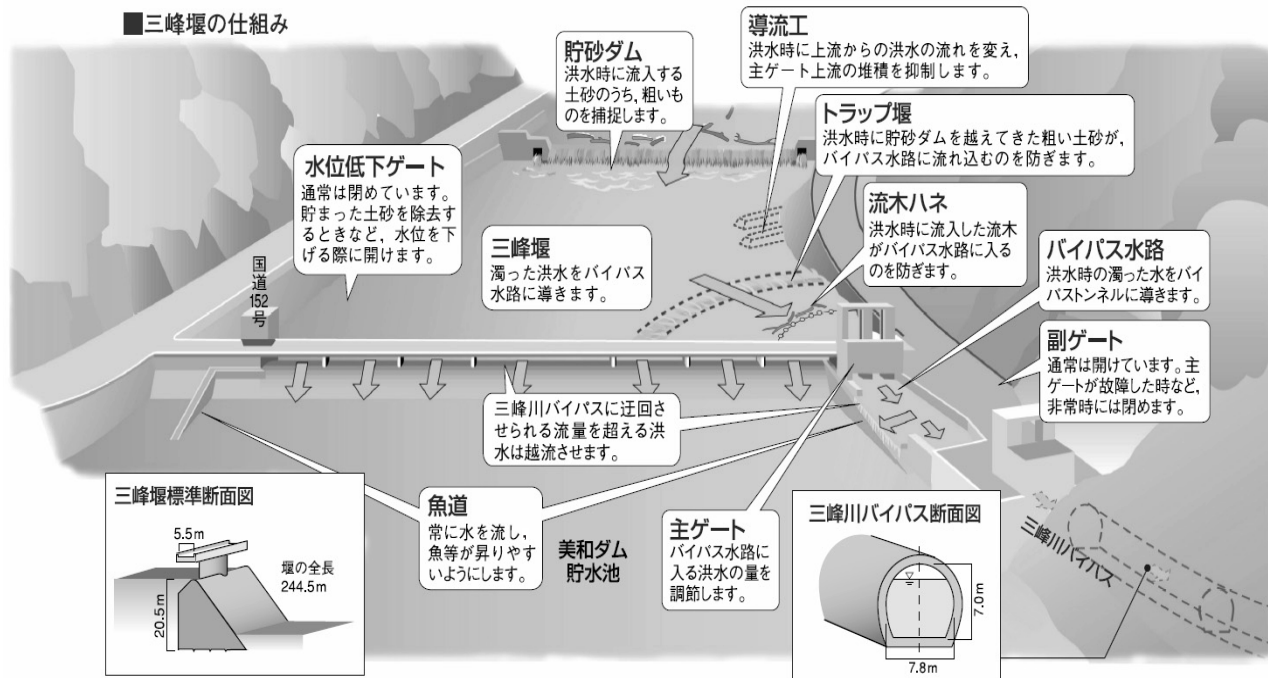 ■三峰堰の仕組み
導流工
洪水時に上流からの洪水の流れを変え，
主ゲート上流の堆積を抑制します。
貯砂ダム
洪水時に流入する
土砂のうち，粗いも
のを捕捉します。
トラップ堰
洪水時に貯砂ダムを越えてきた粗い土砂が，
バイパス水路に流れ込むのを防ぎます。
水位低下ゲート
通常は閉めています。
貯まった土砂を除去す
るときなど，水位を下
げる際に開けます。
流木ハネ
洪水時に流入した流木
がバイパス水路に入る
のを防ぎます。
三峰堰
濁った洪水をバイパス
水路に導きます。
バイパス水路
洪水時の濁った水をバイ
パストンネルに導きます。
国道152号
副ゲート
通常は開けています。主
ゲートが故障した時など，
非常時には閉めます。
三峰川バイパスに迂回さ
せられる流量を超える洪
水は越流させます。
三峰堰標準断面図
5.5m
堰の全長
244.5m
20.5m
魚道
常に水を流し，
魚等が昇りやす
いようにします。
美和ダム
貯水池
主ゲート
バイパス水路に
入る洪水の量を
調節します。
三峰川バイパス断面図
7.0m
7.8m
三峰川バイパス